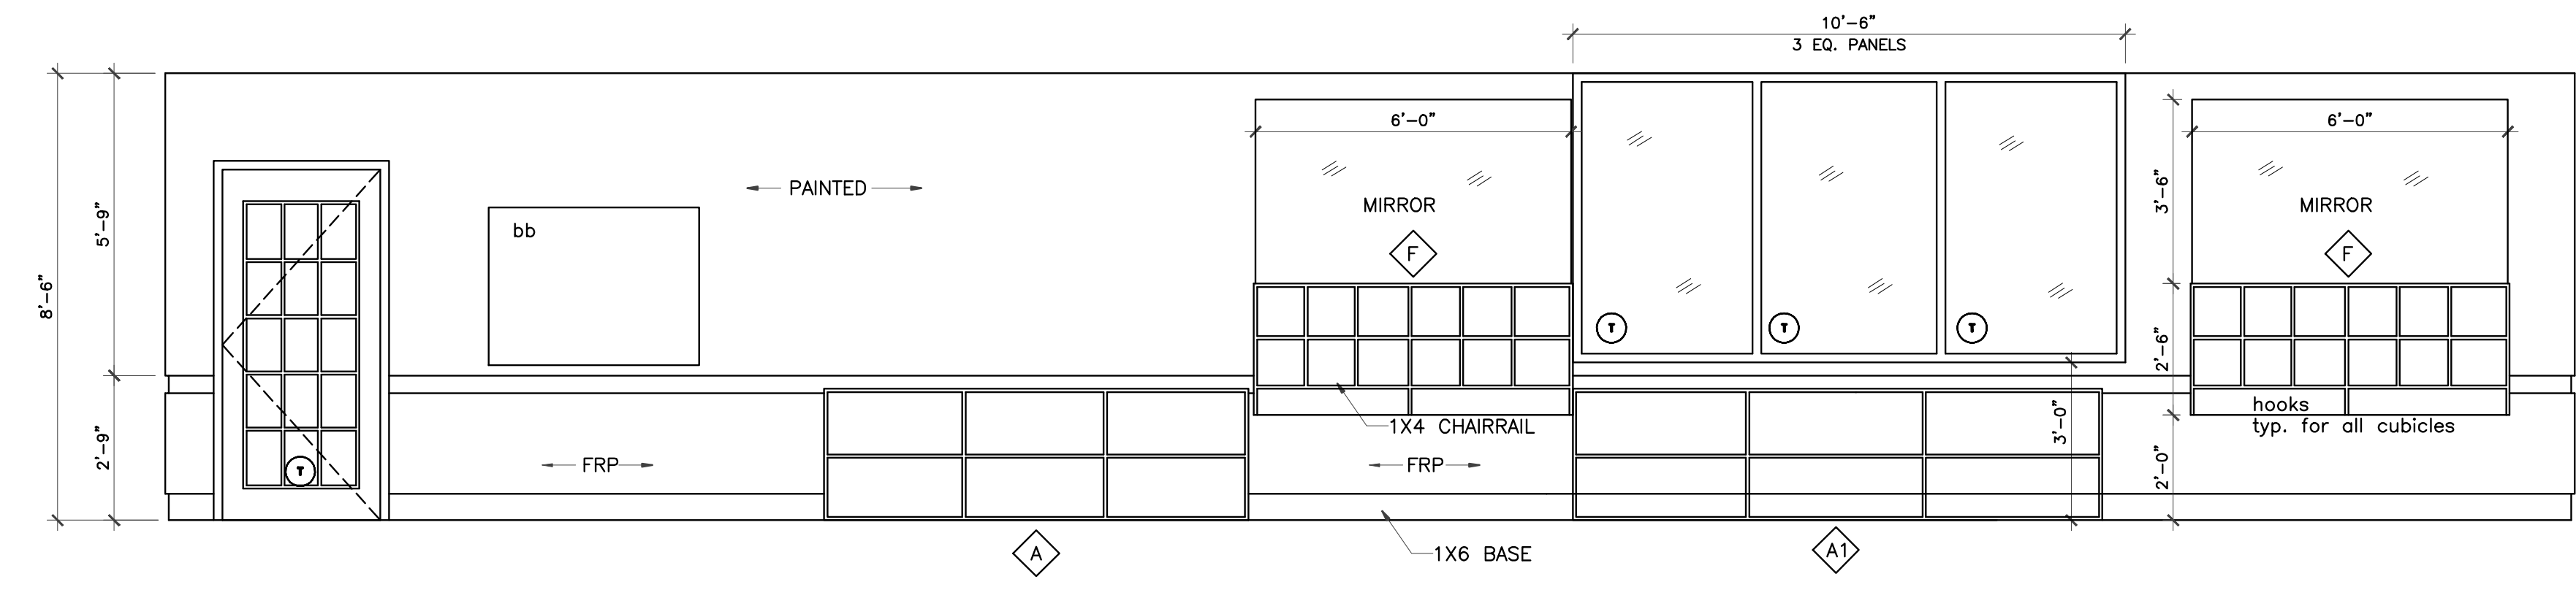 10'-6"
3 EQ. PANELS
6'-0"
6'-0"
8'-6"
5'-9"
2'-9"
PAINTED
bb
MIRROR
F
MIRROR
F
3'-6"
2'-6"
2'-0"
3'-0"
T
T
T
T
1X4 CHAIRRAIL
hooks
typ. for all cubicles
FRP
FRP
A
1X6 BASE
A1